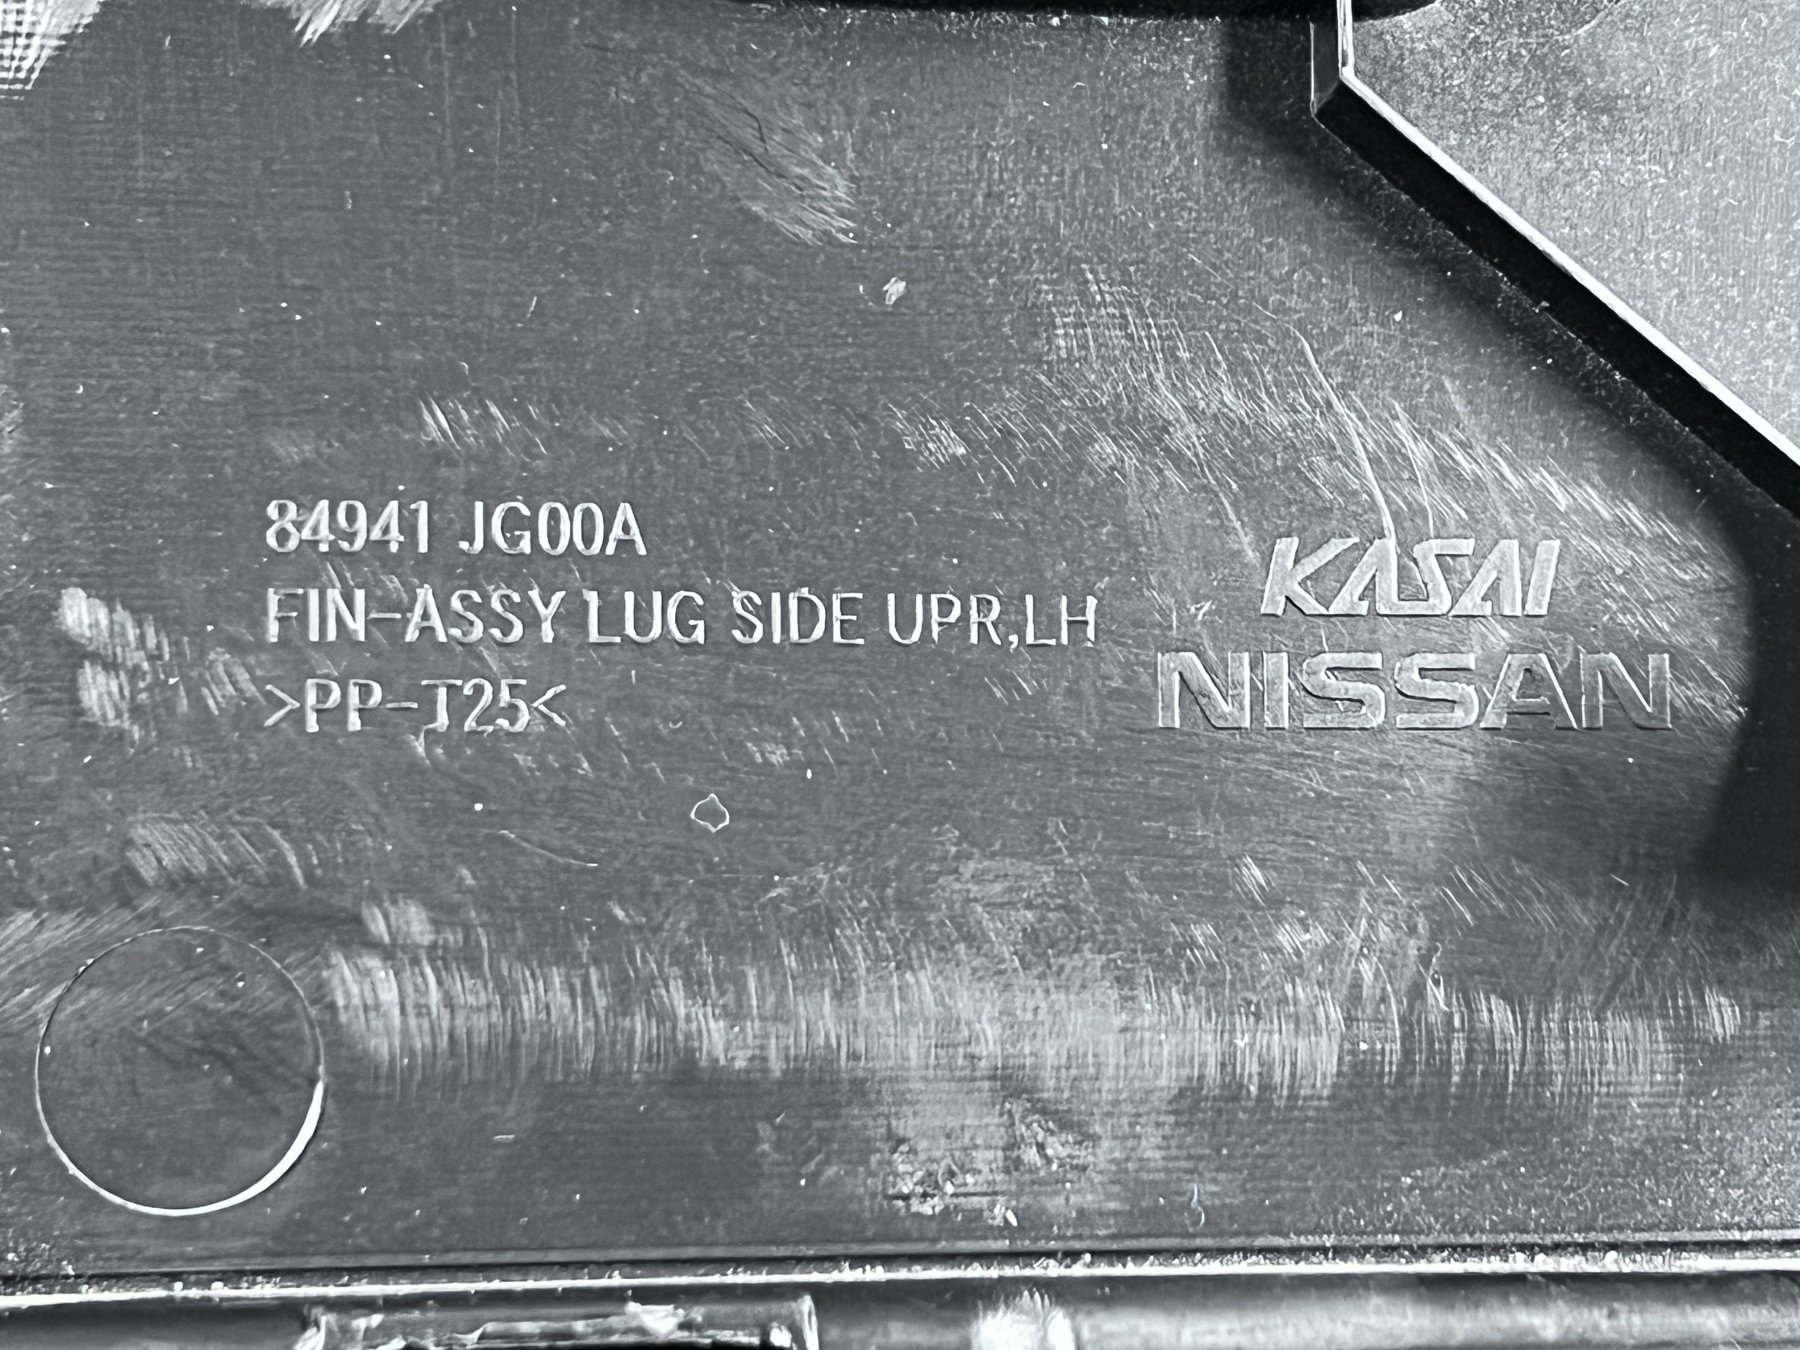 84941 JG00A
FIN-ASSY LUG SIDE UPR,LH
>PP-T25<
KASAI
NISSAN